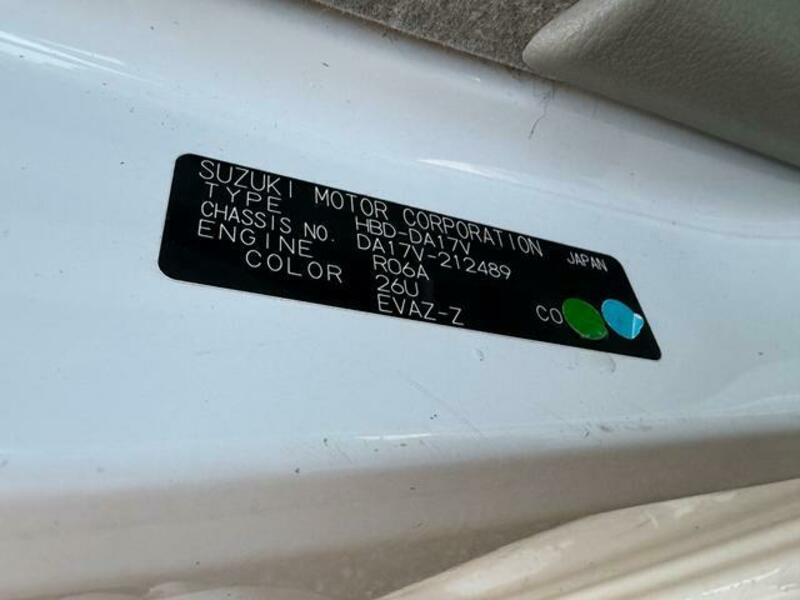 SUZUKI MOTOR CORPORATION JAPAN
TYPE HBD-DA17V
CHASSIS NO. DA17V-212489
ENGINE R06A
COLOR 26U
EVAZ-Z CO